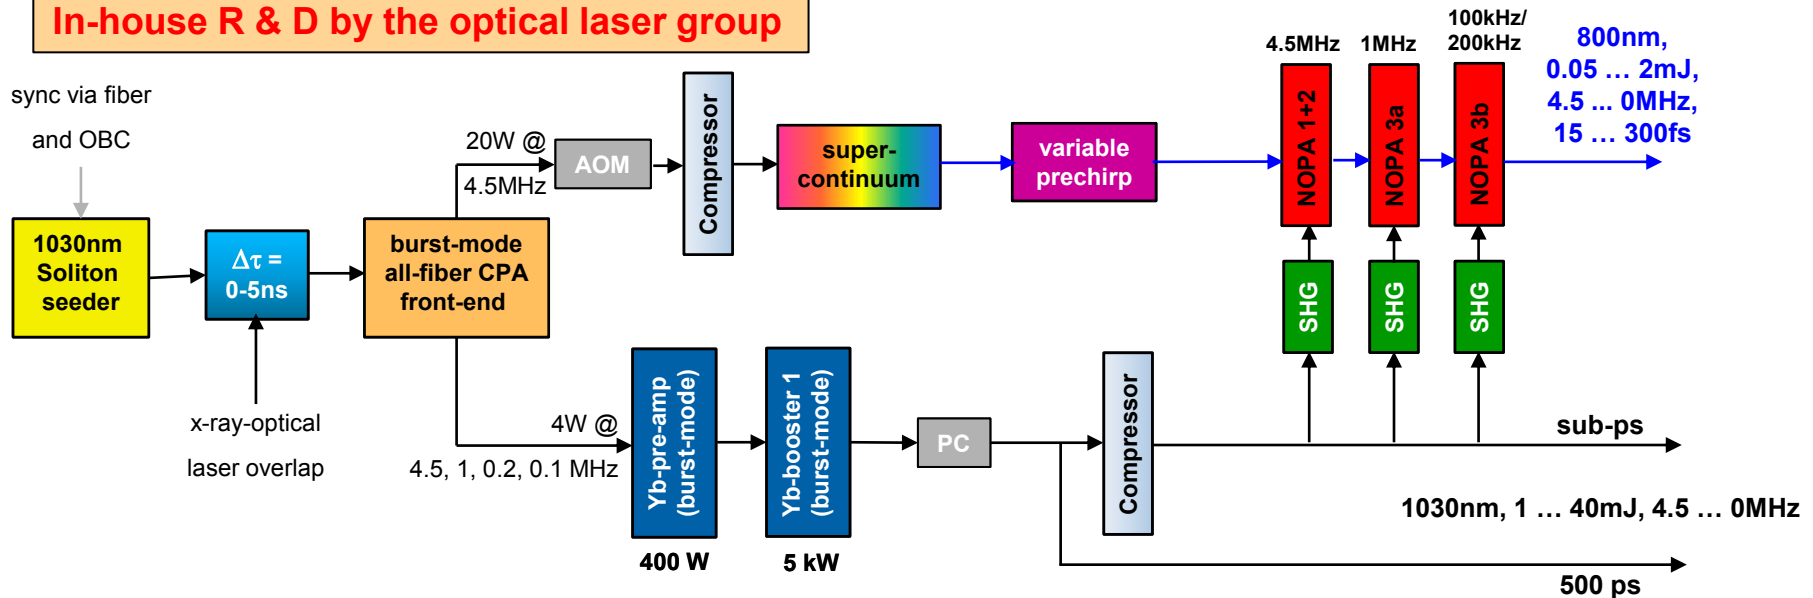 In-house R & D by the optical laser group
sync via fiber
and OBC
1030nm
Soliton
seeder
Δτ =
0-5ns
x-ray-optical
laser overlap
burst-mode
all-fiber CPA
front-end
20W @
4.5MHz
AOM
Compressor
super-
continuum
variable
prechirp
4.5MHz
1MHz
100kHz/
200kHz
NOPA 1+2
NOPA 3a
NOPA 3b
800nm,
0.05 … 2mJ,
4.5 ... 0MHz,
15 … 300fs
SHG
SHG
SHG
4W @
4.5, 1, 0.2, 0.1 MHz
Yb-pre-amp
(burst-mode)
400 W
Yb-booster 1
(burst-mode)
5 kW
PC
Compressor
sub-ps
1030nm, 1 … 40mJ, 4.5 … 0MHz
500 ps